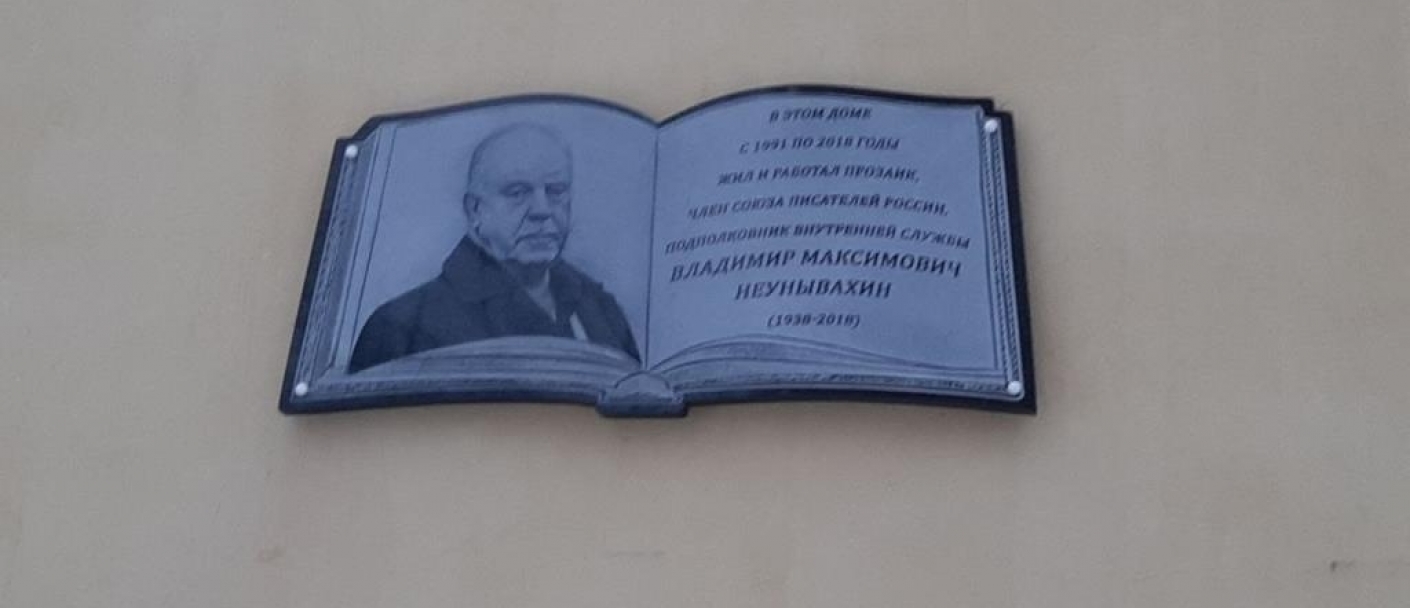 В ЭТОМ ДОМЕ
С 1991 ПО 2018 ГОДЫ
ЖИЛ И РАБОТАЛ ПРОЗАИК,
ЧЛЕН СОЮЗА ПИСАТЕЛЕЙ РОССИИ,
ПОДПОЛКОВНИК ВНУТРЕННЕЙ СЛУЖБЫ
ВЛАДИМИР МАКСИМОВИЧ
НЕУНЫВАХИН
(1938-2018)